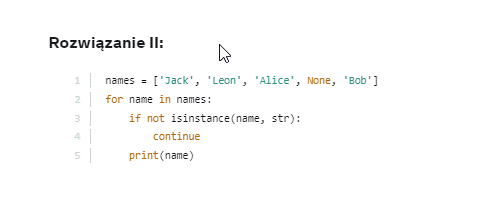 Rozwiązanie II:
1 names = ['Jack', 'Leon', 'Alice', None, 'Bob']
2 for name in names:
3     if not isinstance(name, str):
4         continue
5     print(name)